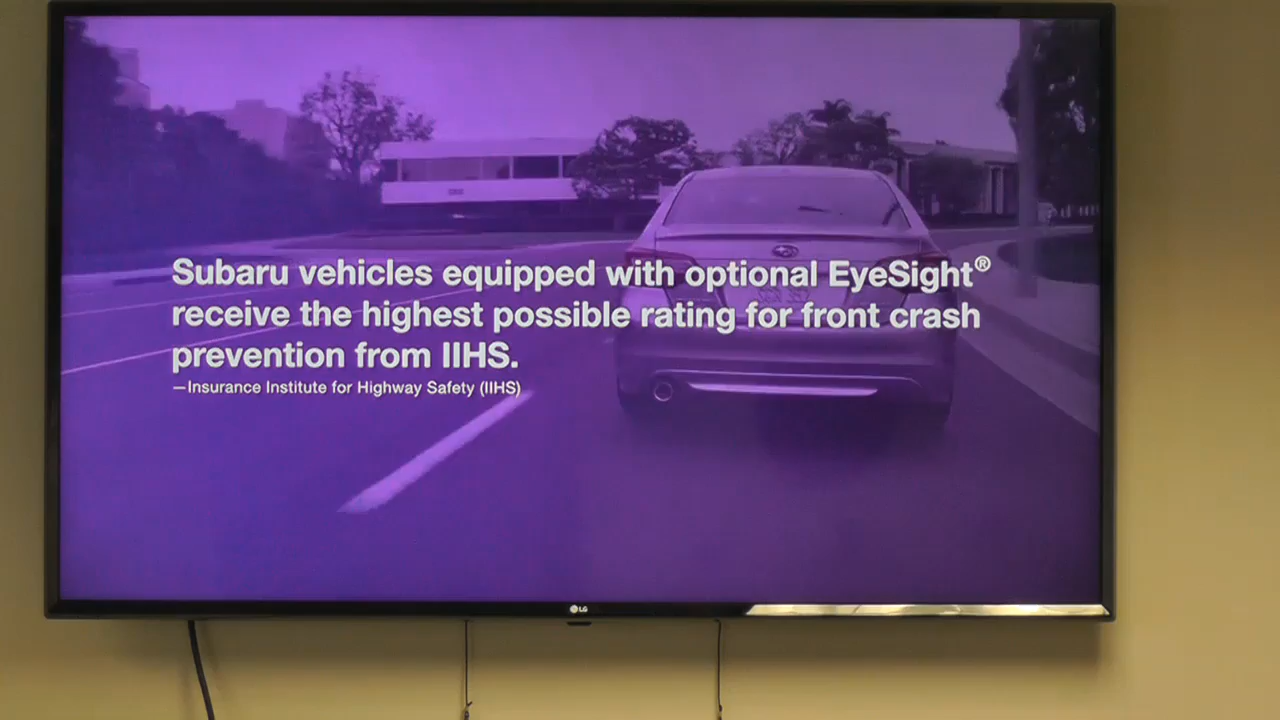 Subaru vehicles equipped with optional EyeSight®
receive the highest possible rating for front crash
prevention from IIHS.
—Insurance Institute for Highway Safety (IIHS)
LG